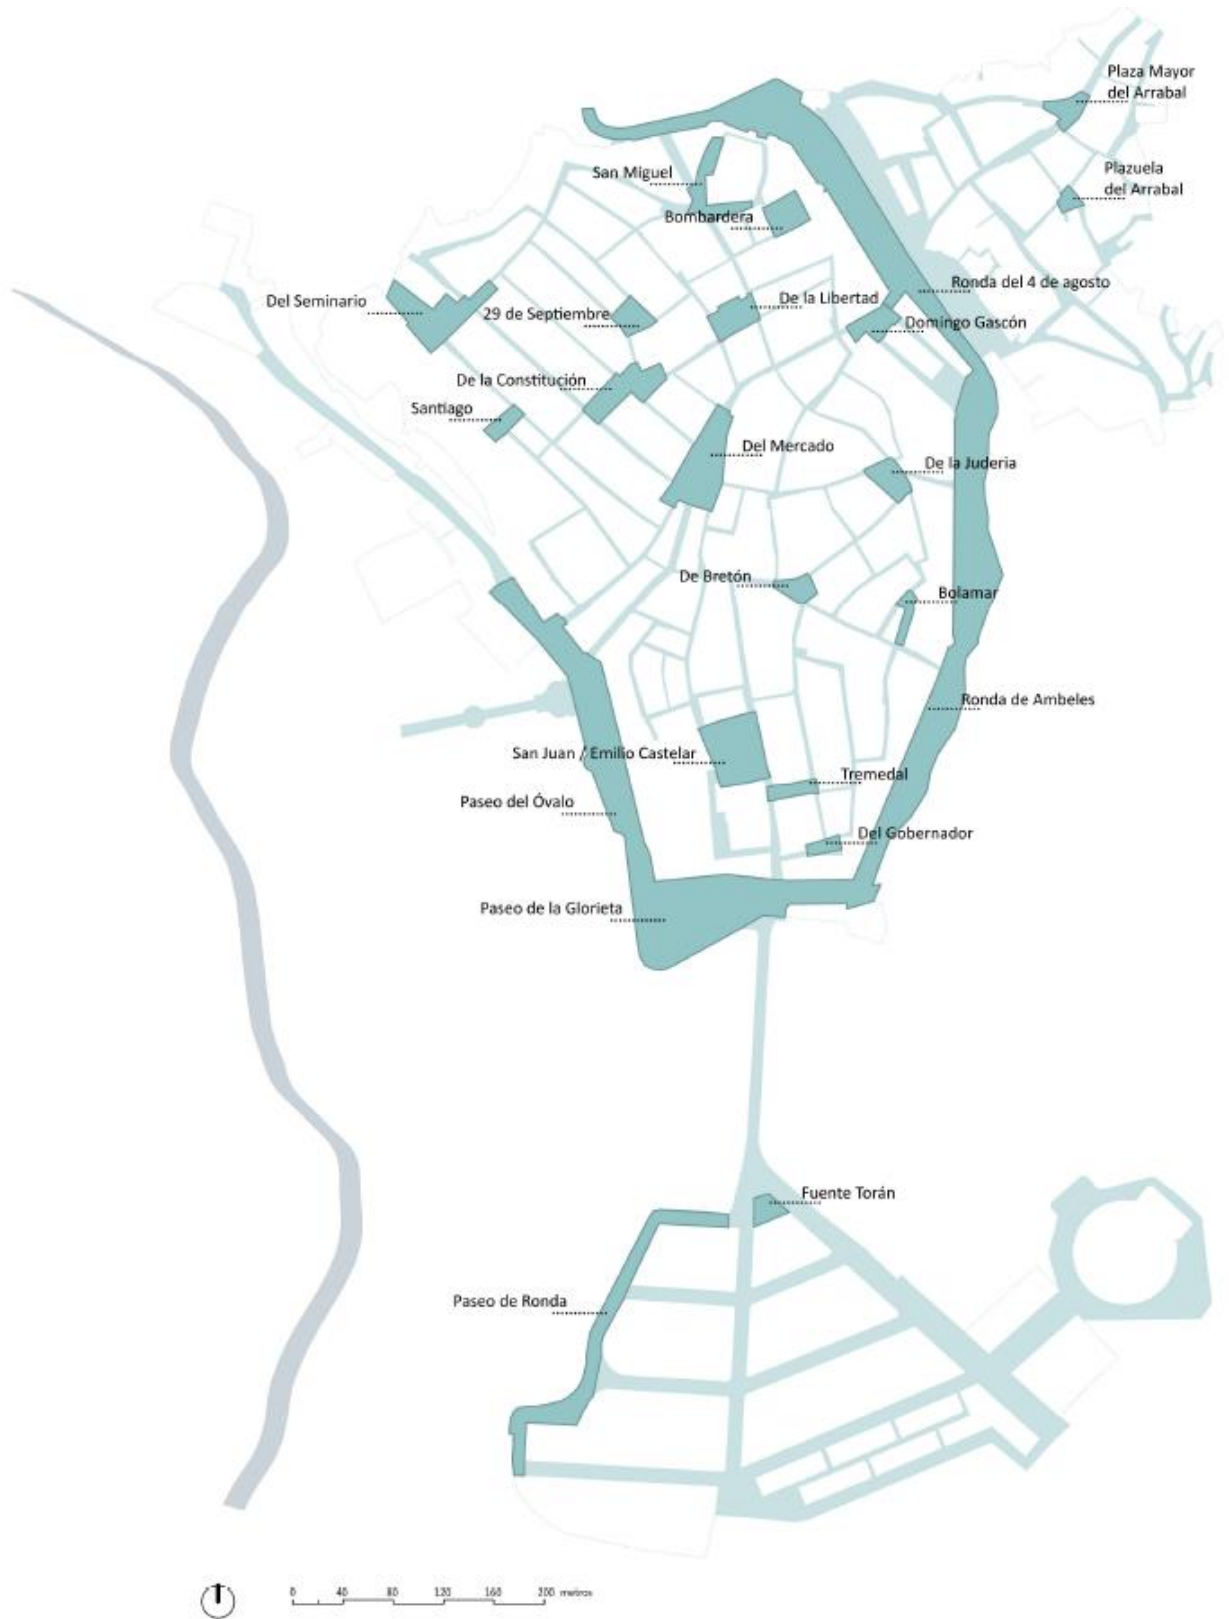 Plaza Mayor
del Arrabal
San Miguel
Plazuela
del Arrabal
Bombardera
Ronda del 4 de agosto
Del Seminario
De la Libertad
29 de Septiembre
Domingo Gascón
De la Constitución
Santiago
Del Mercado
De la Juderia
De Bretón
Bolamar
Ronda de Ambeles
San Juan / Emilio Castelar
Tremedal
Paseo del Óvalo
Del Gobernador
Paseo de la Glorieta
Fuente Torán
Paseo de Ronda
0 40 80 120 160 200 metros